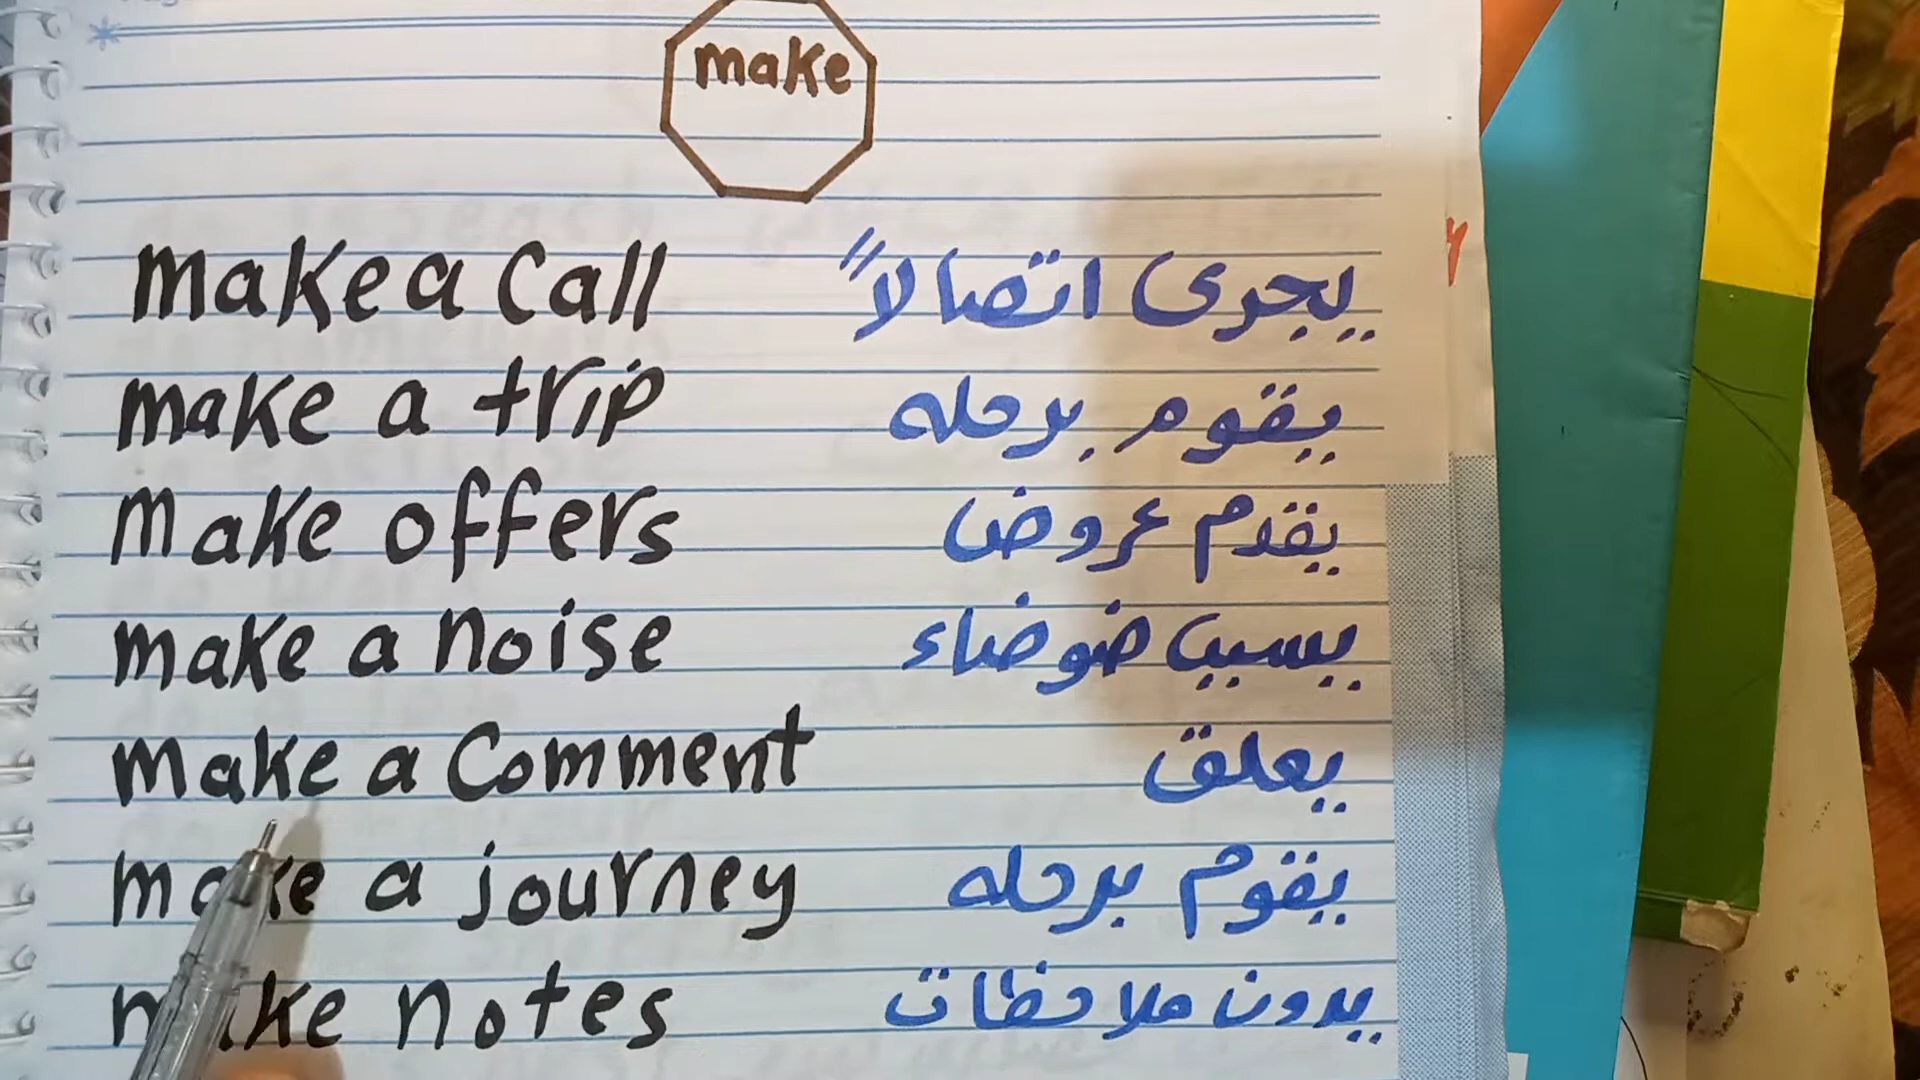 make
make a call يجرى اتصالاً
make a trip يقوم برحله
make offers يقدم عروض
make a noise يسبب ضوضاء
make a comment يعلق
make a journey يقوم برحله
make notes يدون ملاحظات